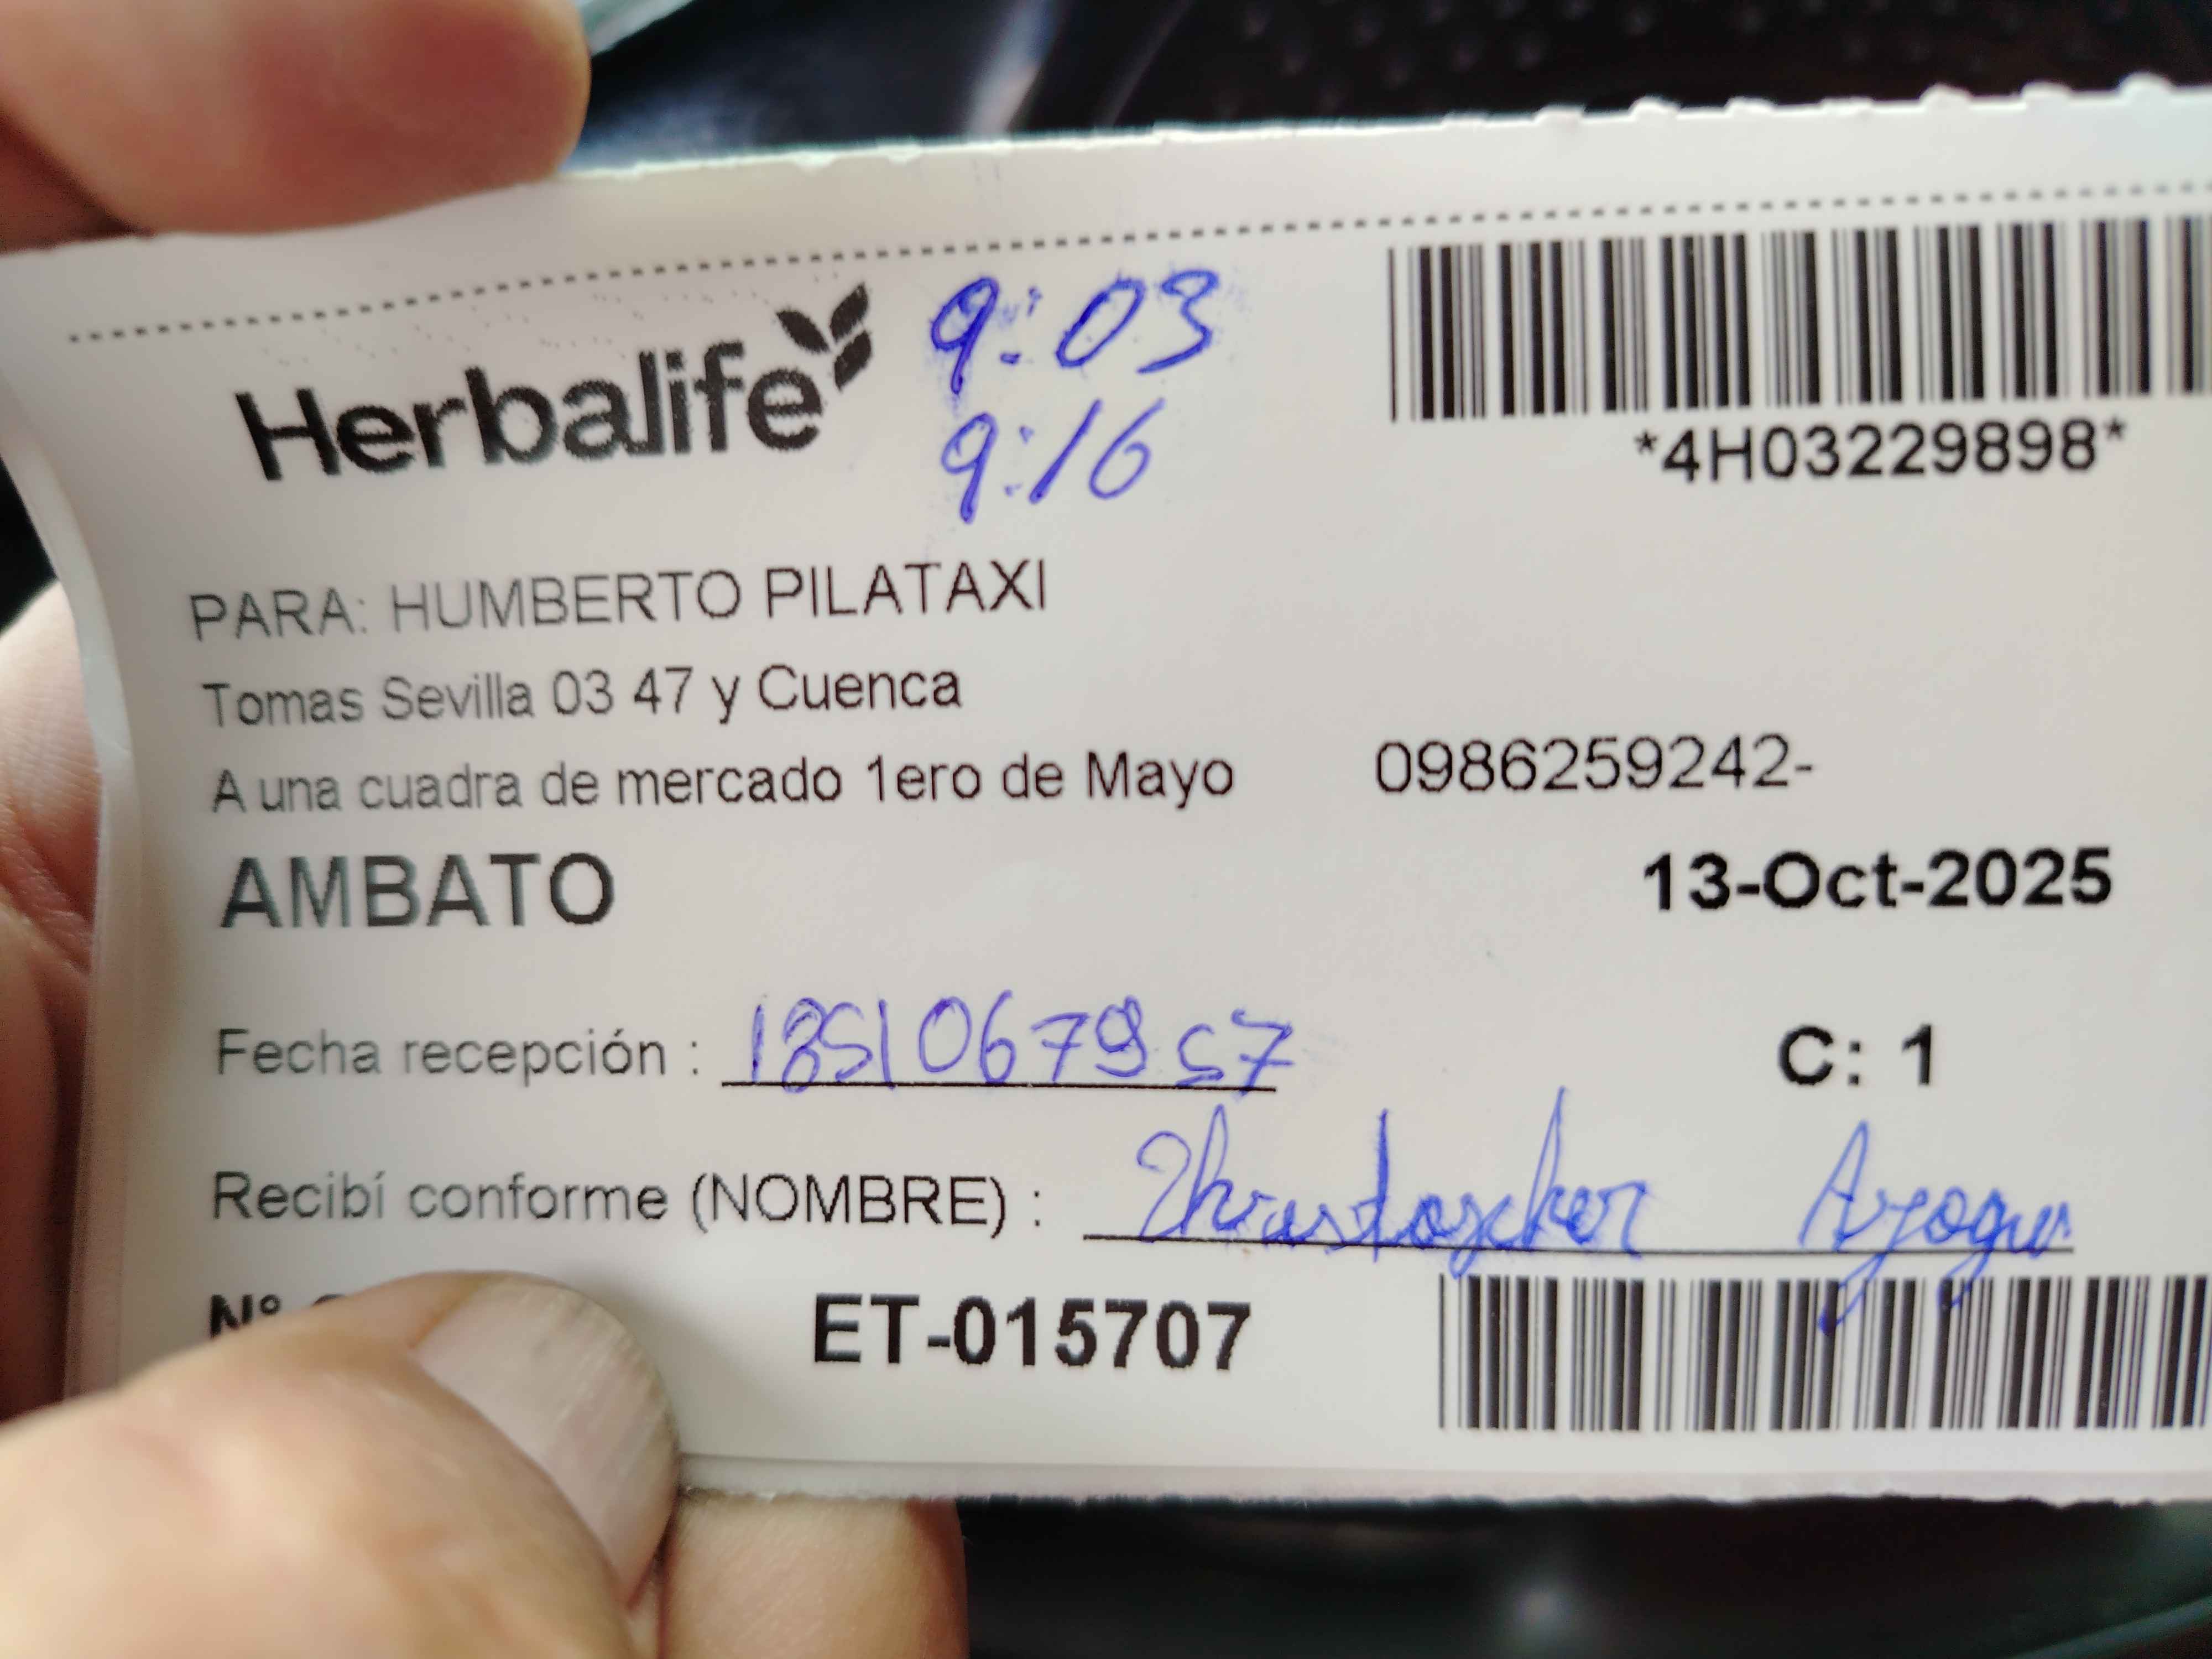 Herbalife
9:03
9:16
*4H03229898*
PARA: HUMBERTO PILATAXI
Tomas Sevilla 03 47 y Cuenca
A una cuadra de mercado 1ero de Mayo 0986259242-
AMBATO
13-Oct-2025
Fecha recepción :
C: 1
Recibí conforme (NOMBRE) :
N°
ET-015707